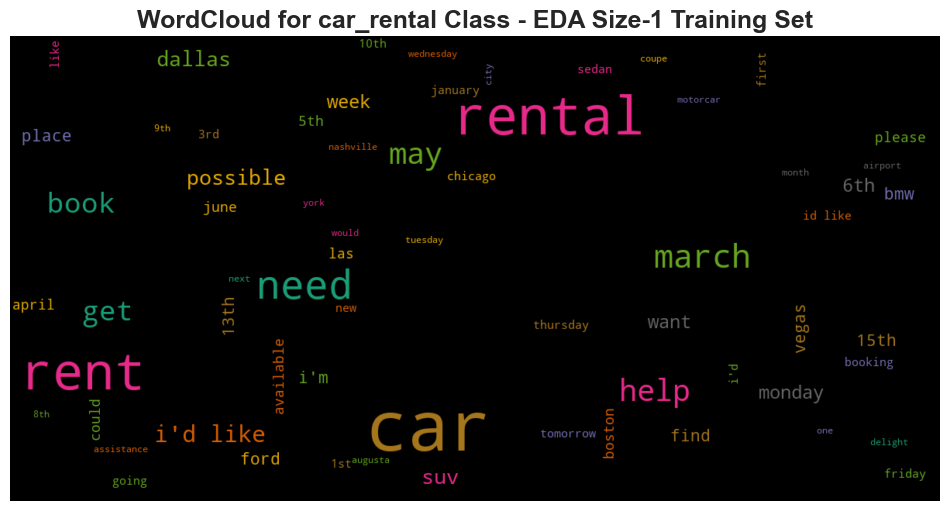 WordCloud for car_rental Class - EDA Size-1 Training Set
like
10th
wednesday
dallas
city
sedan
coupe
first
january
week
rental
motorcar
5th
9th
3rd
place
please
nashville
may
airport
month
chicago
possible
6th
bmw
book
june
york
id like
would
tuesday
las
march
next
need
april
get
13th
new
thursday
want
vegas
15th
booking
available
i'm
i'd
rent
help
monday
8th
could
car
i'd like
boston
tomorrow
find
one
delight
assistance
ford
1st
augusta
suv
going
friday